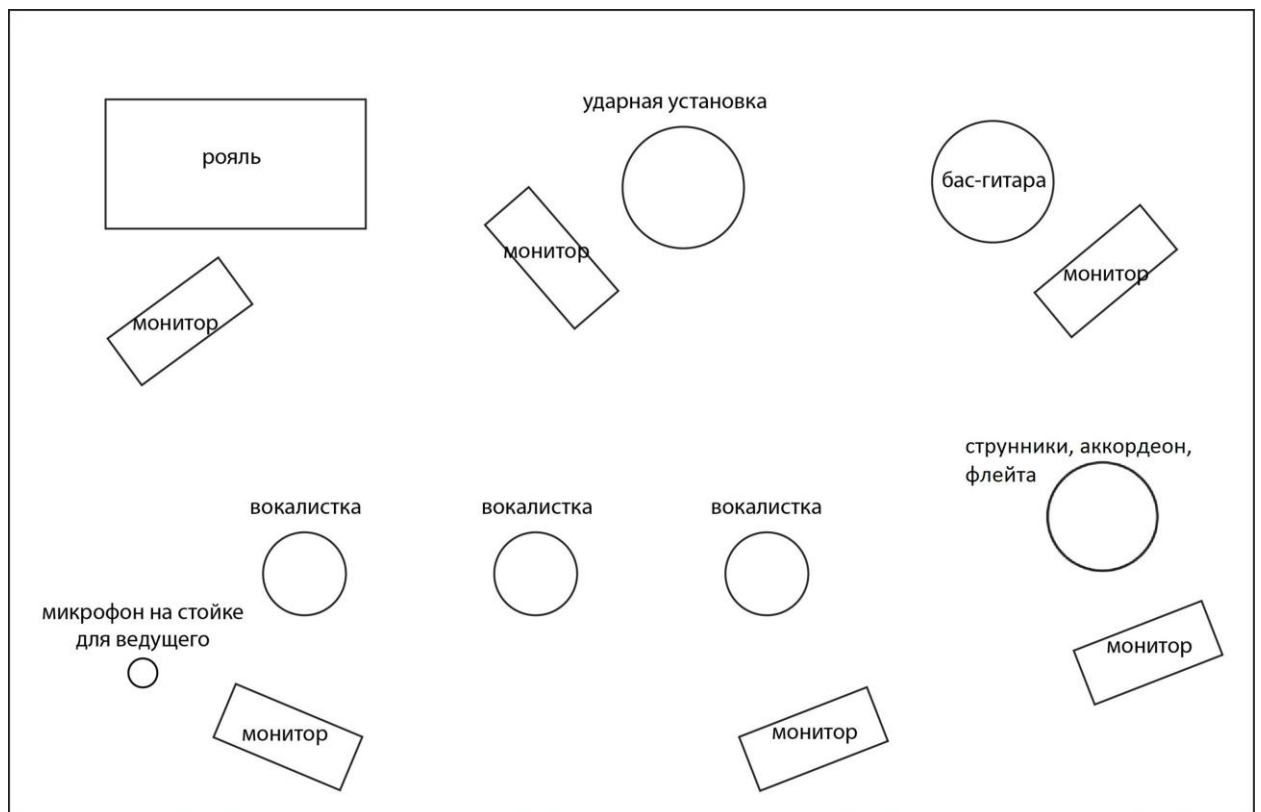 ударная установка
рояль
бас-гитара
монитор
монитор
монитор
струнники, аккордеон,
флейта
вокалистка
вокалистка
вокалистка
микрофон на стойке
для ведущего
монитор
монитор
монитор